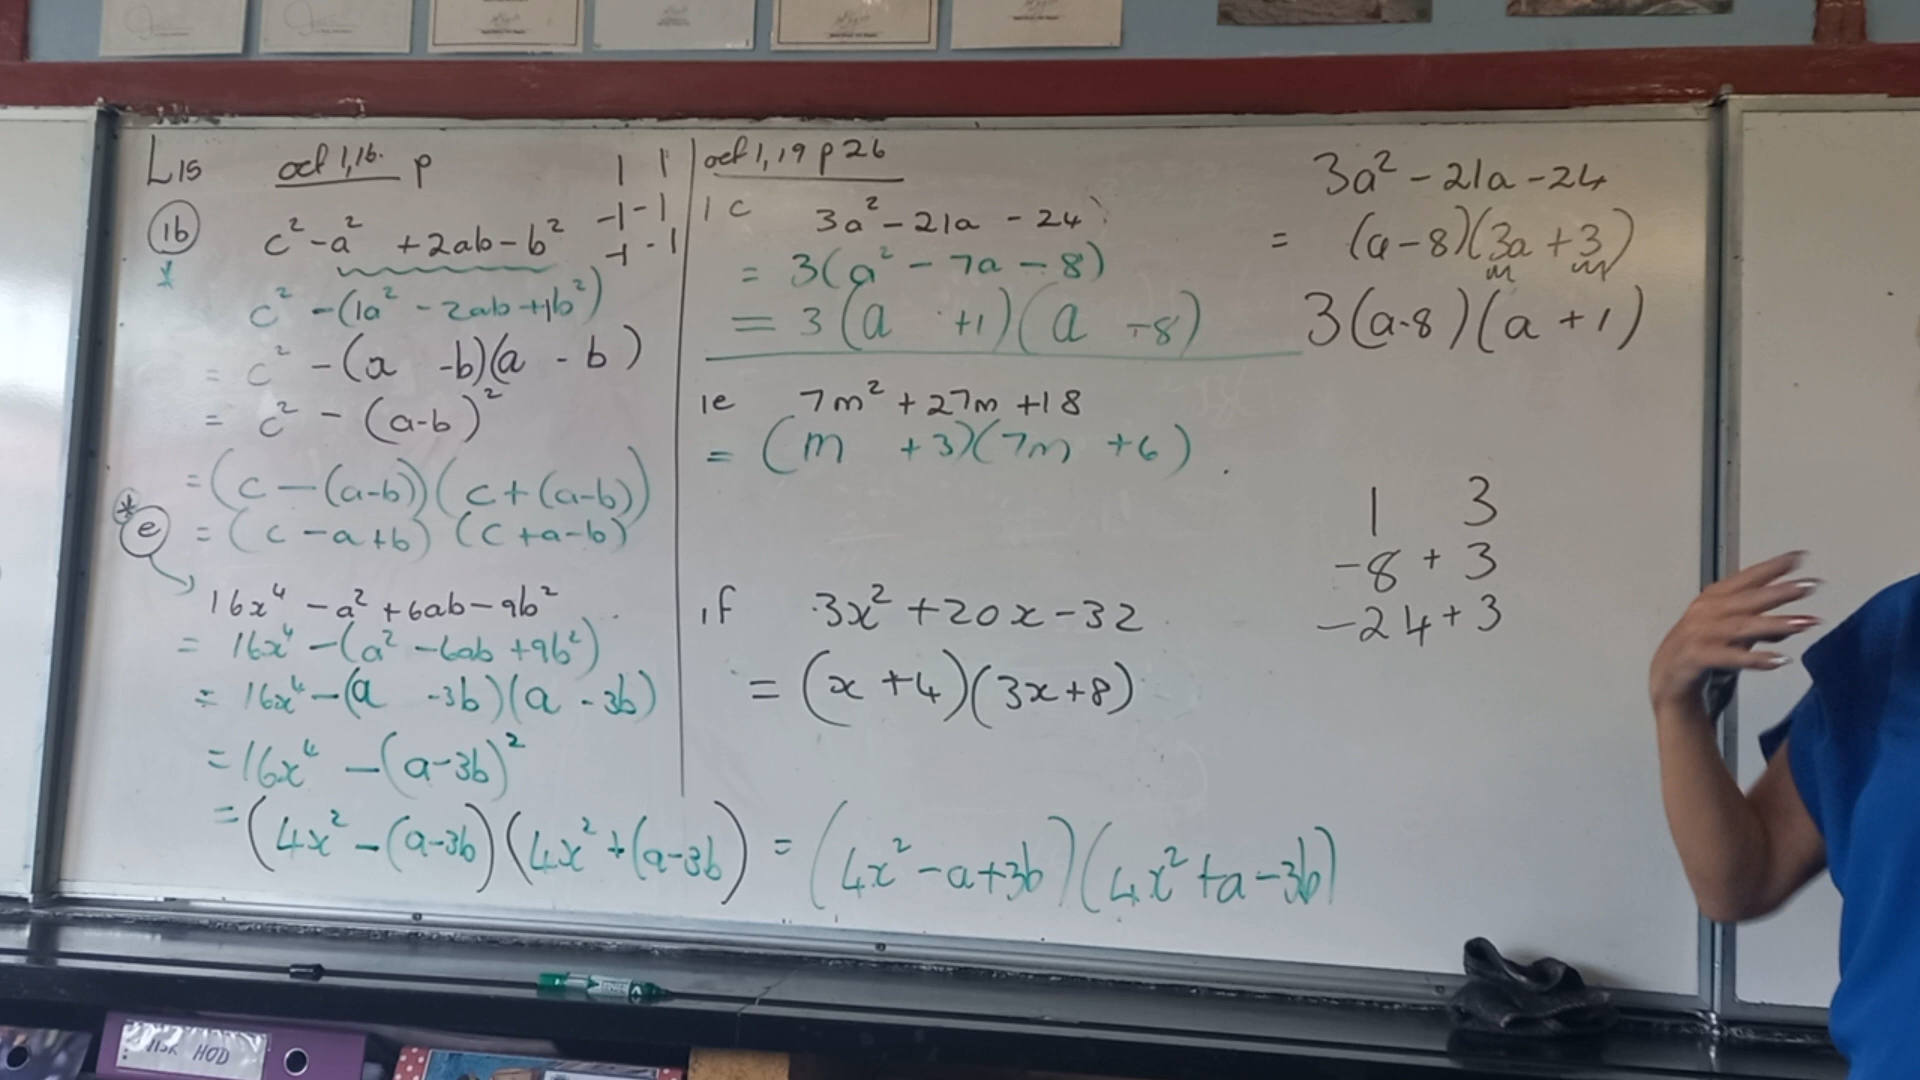 L15 oef 1,16. p
1b
c² - a² + 2ab - b²
1 1
-1 -1
-1 -1
c² - (1a² - 2ab + 1b²)
= c² - (a - b)(a - b)
= c² - (a-b)²
= (c - (a-b))(c + (a-b))
= (c - a+b) (c + a-b)
* e
16x⁴ - a² + 6ab - 9b²
= 16x⁴ - (a² - 6ab + 9b²)
= 16x⁴ - (a - 3b)(a - 3b)
= 16x⁴ - (a-3b)²
= (4x² - (a-3b)(4x² + (a-3b) = (4x² - a+3b)(4x² + a-3b)
oef 1,19 p 26
1 c 3a² - 21a - 24
= 3(a² - 7a - 8)
= 3(a +1)(a -8)
1e 7m² + 27m + 18
= (m +3)(7m +6)
1f 3x² + 20x - 32
= (x +4)(3x+8)
3a² - 21a - 24
= (a - 8)(3a + 3)
3(a-8)(a + 1)
1 3
-8 + 3
-24 + 3
HOD